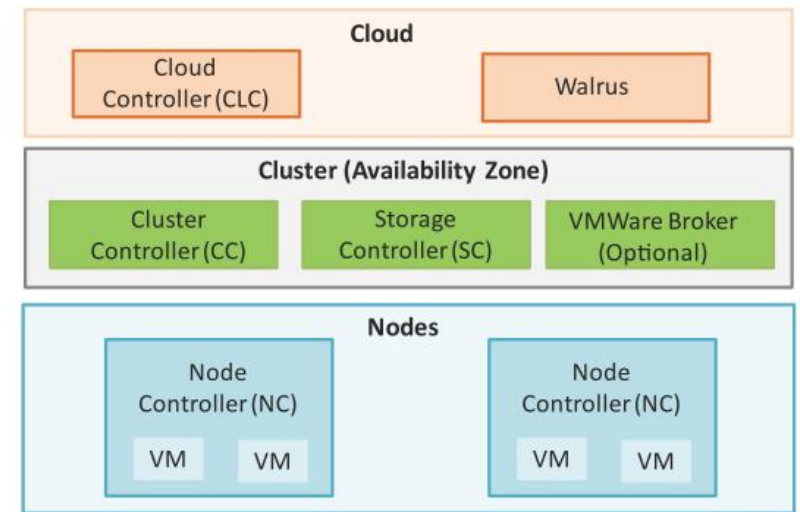 Cloud
Cloud
Controller (CLC)
Walrus
Cluster (Availability Zone)
Cluster
Controller (CC)
Storage
Controller (SC)
VMWare Broker
(Optional)
Nodes
Node
Controller (NC)
VM
VM
Node
Controller (NC)
VM
VM